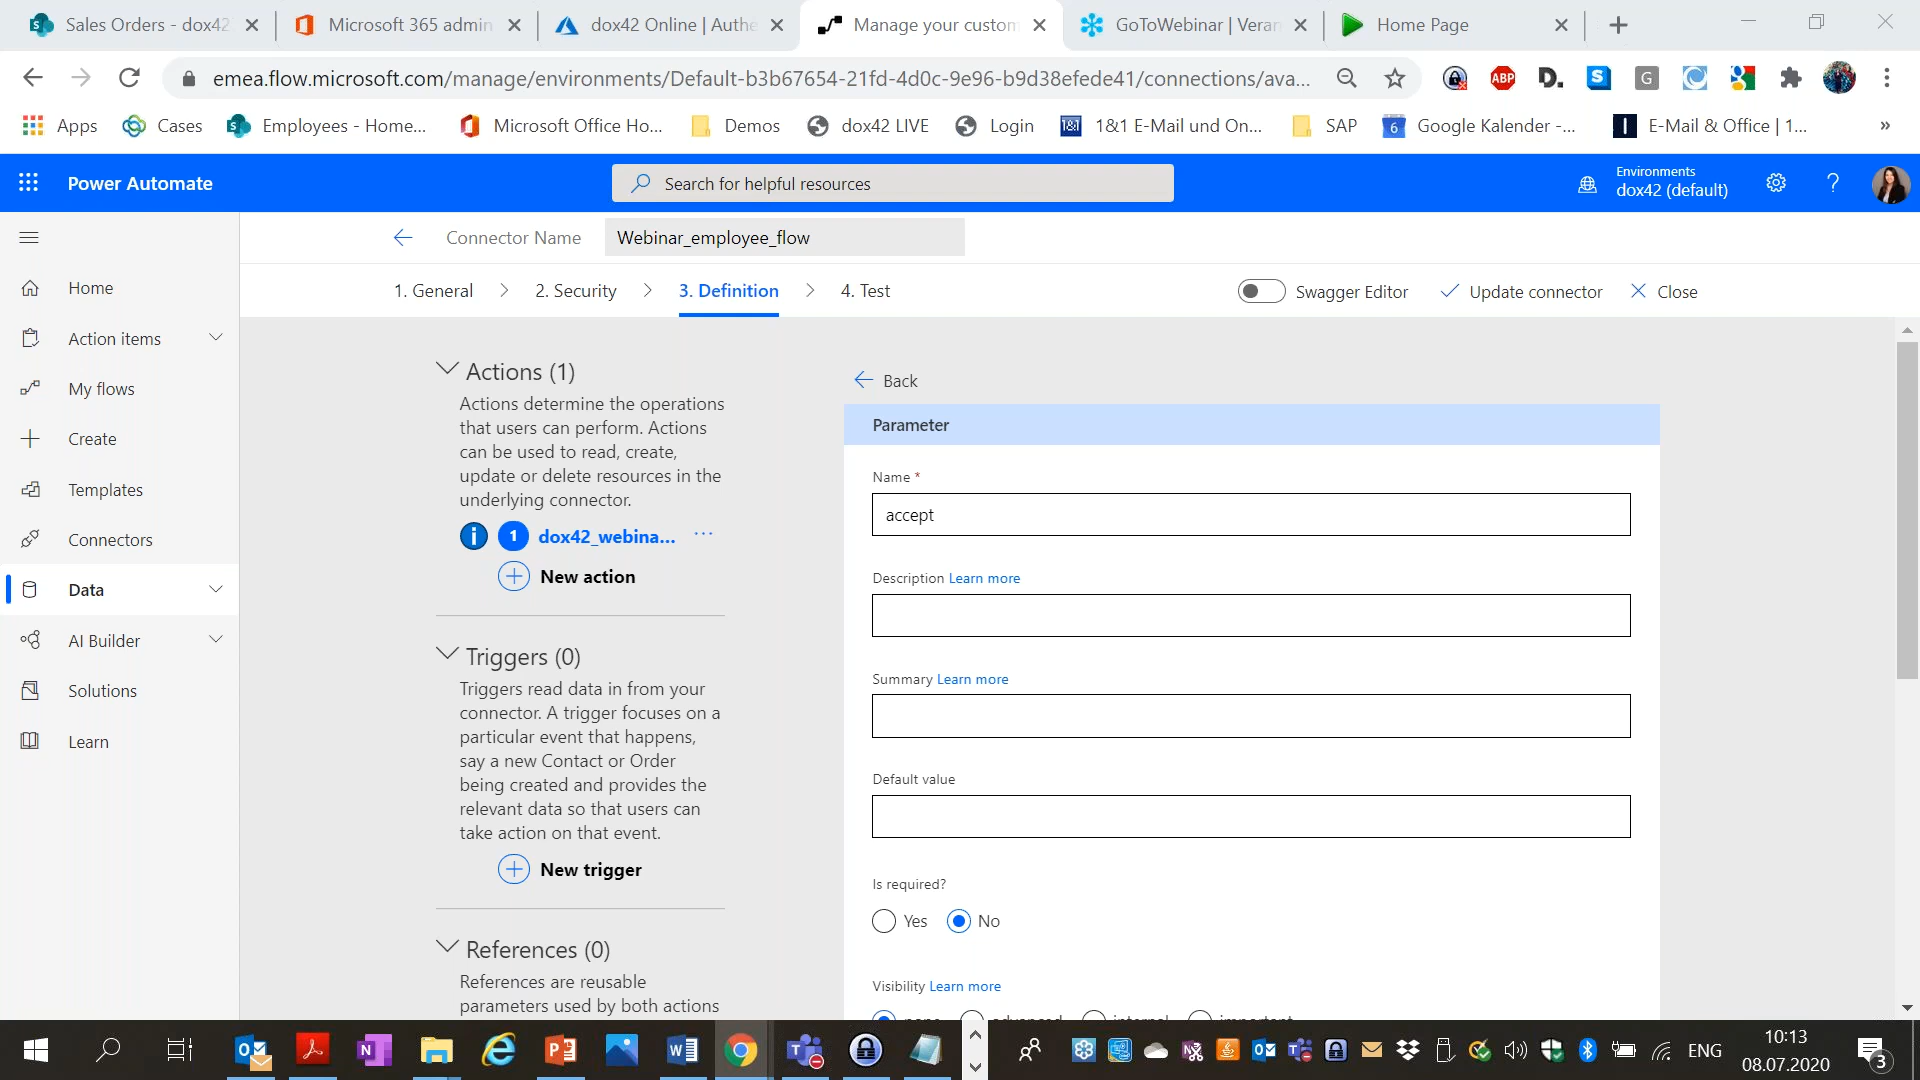 Sales Orders - dox42
Microsoft 365 admin
dox42 Online | Authe
Manage your custom
GoToWebinar | Veran
Home Page
emea.flow.microsoft.com/manage/environments/Default-b3b67654-21fd-4d0c-9e96-b9d38efede41/connections/ava...
ABP
Apps
Cases
Employees - Home...
Microsoft Office Ho...
Demos
dox42 LIVE
Login
1&1 E-Mail und On...
SAP
Google Kalender -...
E-Mail & Office | 1...
Power Automate
Search for helpful resources
Environments
dox42 (default)
Connector Name
Webinar_employee_flow
1. General
2. Security
3. Definition
4. Test
Swagger Editor
Update connector
Close
Home
Action items
My flows
Create
Templates
Connectors
Data
AI Builder
Solutions
Learn
Actions (1)
Actions determine the operations
that users can perform. Actions
can be used to read, create,
update or delete resources in the
underlying connector.
1
dox42_webina...
New action
Triggers (0)
Triggers read data in from your
connector. A trigger focuses on a
particular event that happens,
say a new Contact or Order
being created and provides the
relevant data so that users can
take action on that event.
New trigger
References (0)
References are reusable
parameters used by both actions
Back
Parameter
Name *
accept
Description Learn more
Summary Learn more
Default value
Is required?
Yes
No
Visibility Learn more
none
advanced
internal
important
ENG
10:13
08.07.2020
3